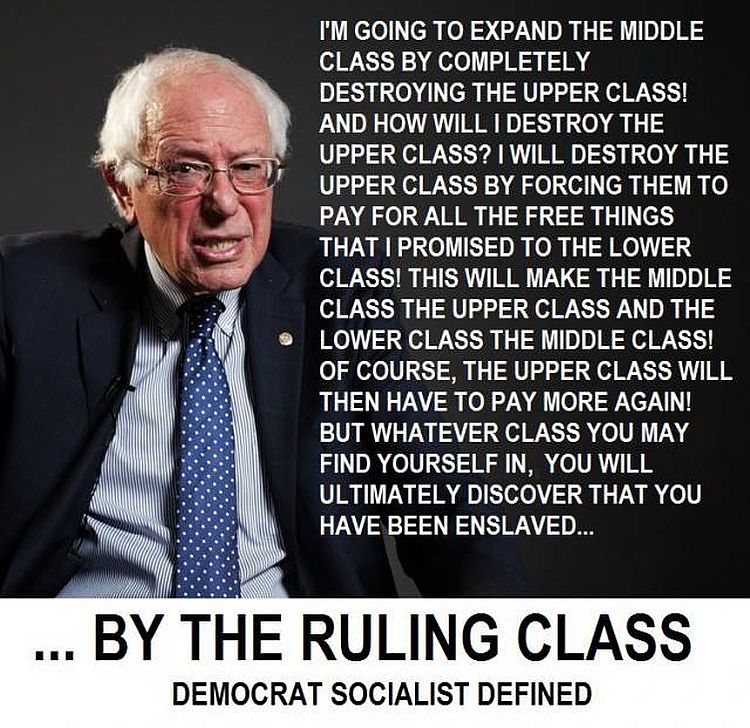 I'M GOING TO EXPAND THE MIDDLE
CLASS BY COMPLETELY
DESTROYING THE UPPER CLASS!
AND HOW WILL I DESTROY THE
UPPER CLASS? I WILL DESTROY THE
UPPER CLASS BY FORCING THEM TO
PAY FOR ALL THE FREE THINGS
THAT I PROMISED TO THE LOWER
CLASS! THIS WILL MAKE THE MIDDLE
CLASS THE UPPER CLASS AND THE
LOWER CLASS THE MIDDLE CLASS!
OF COURSE, THE UPPER CLASS WILL
THEN HAVE TO PAY MORE AGAIN!
BUT WHATEVER CLASS YOU MAY
FIND YOURSELF IN, YOU WILL
ULTIMATELY DISCOVER THAT YOU
HAVE BEEN ENSLAVED...
... BY THE RULING CLASS
DEMOCRAT SOCIALIST DEFINED